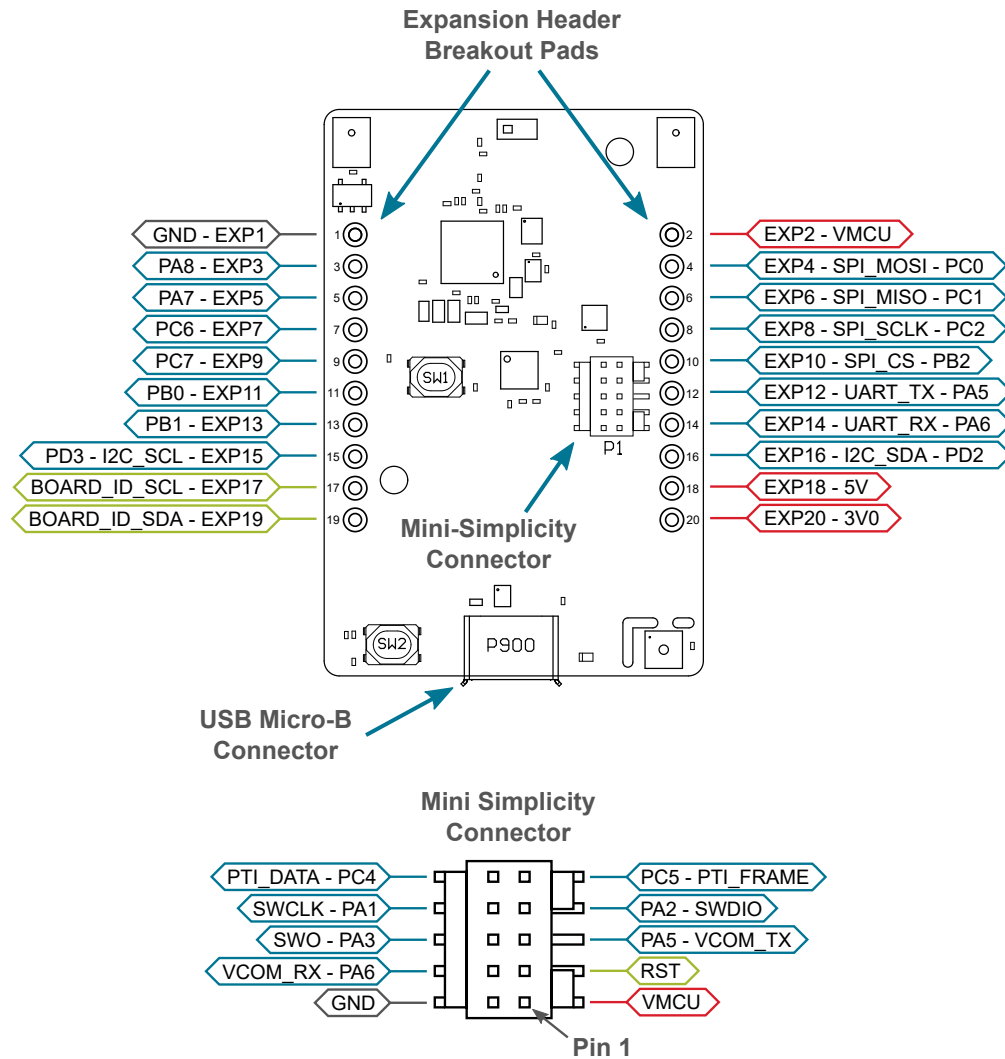 Expansion Header
Breakout Pads
GND - EXP1
1
2
EXP2 - VMCU
PA8 - EXP3
3
4
EXP4 - SPI_MOSI - PC0
PA7 - EXP5
5
6
EXP6 - SPI_MISO - PC1
PC6 - EXP7
7
8
EXP8 - SPI_SCLK - PC2
PC7 - EXP9
9
10
EXP10 - SPI_CS - PB2
SW1
PB0 - EXP11
11
12
EXP12 - UART_TX - PA5
PB1 - EXP13
13
14
EXP14 - UART_RX - PA6
P1
PD3 - I2C_SCL - EXP15
15
16
EXP16 - I2C_SDA - PD2
BOARD_ID_SCL - EXP17
17
18
EXP18 - 5V
BOARD_ID_SDA - EXP19
19
20
EXP20 - 3V0
Mini-Simplicity
Connector
SW2
P900
USB Micro-B
Connector
Mini Simplicity
Connector
PTI_DATA - PC4
PC5 - PTI_FRAME
SWCLK - PA1
PA2 - SWDIO
SWO - PA3
PA5 - VCOM_TX
VCOM_RX - PA6
RST
GND
VMCU
Pin 1